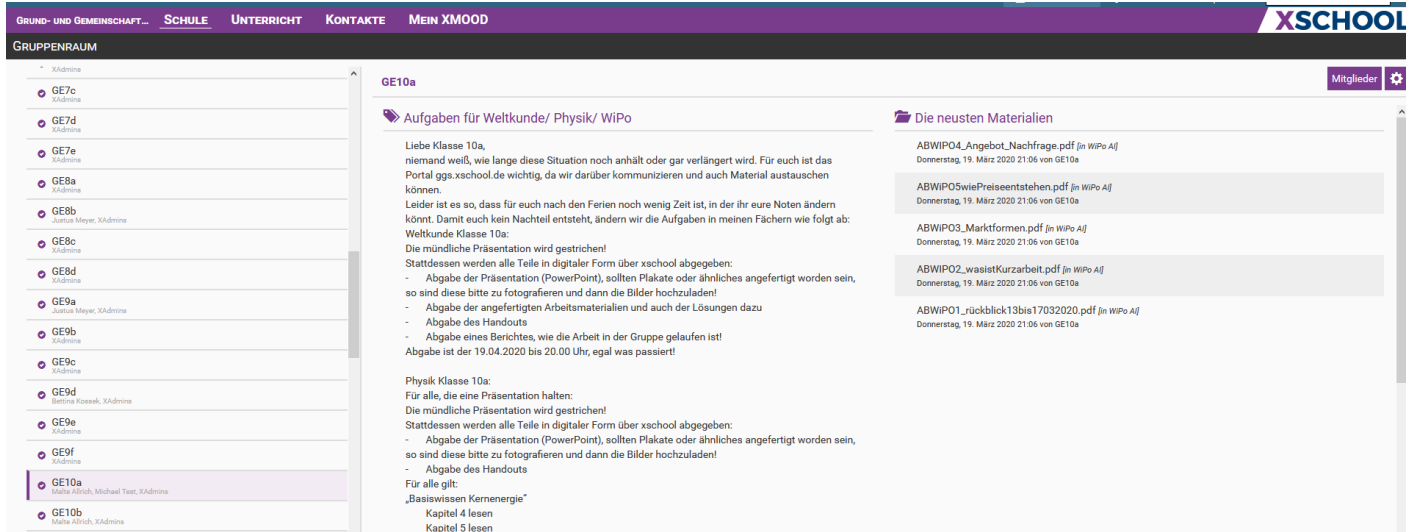 GRUND- UND GEMEINSCHAFT... SCHULE UNTERRICHT KONTAKTE MEIN XMOOD
XSCHOOL
GRUPPENRAUM
XAdmins
GE7c
XAdmins
GE7d
XAdmins
GE7e
XAdmins
GE8a
XAdmins
GE8b
Justus Meyer, XAdmins
GE8c
XAdmins
GE8d
XAdmins
GE9a
Justus Meyer, XAdmins
GE9b
XAdmins
GE9c
XAdmins
GE9d
Bettina Kossek, XAdmins
GE9e
XAdmins
GE9f
XAdmins
GE10a
Malte Allrich, Michael Test, XAdmins
GE10b
Malte Allrich, XAdmins
GE10a
Mitglieder
Aufgaben für Weltkunde/ Physik/ WiPo
Liebe Klasse 10a,
niemand weiß, wie lange diese Situation noch anhält oder gar verlängert wird. Für euch ist das
Portal ggs.xschool.de wichtig, da wir darüber kommunizieren und auch Material austauschen
können.
Leider ist es so, dass für euch nach den Ferien noch wenig Zeit ist, in der ihr eure Noten ändern
könnt. Damit euch kein Nachteil entsteht, ändern wir die Aufgaben in meinen Fächern wie folgt ab:
Weltkunde Klasse 10a:
Die mündliche Präsentation wird gestrichen!
Stattdessen werden alle Teile in digitaler Form über xschool abgegeben:
- Abgabe der Präsentation (PowerPoint), sollten Plakate oder ähnliches angefertigt worden sein,
so sind diese bitte zu fotografieren und dann die Bilder hochzuladen!
- Abgabe der angefertigten Arbeitsmaterialien und auch der Lösungen dazu
- Abgabe des Handouts
- Abgabe eines Berichtes, wie die Arbeit in der Gruppe gelaufen ist!
Abgabe ist der 19.04.2020 bis 20.00 Uhr, egal was passiert!
Physik Klasse 10a:
Für alle, die eine Präsentation halten:
Die mündliche Präsentation wird gestrichen!
Stattdessen werden alle Teile in digitaler Form über xschool abgegeben:
- Abgabe der Präsentation (PowerPoint), sollten Plakate oder ähnliches angefertigt worden sein,
so sind diese bitte zu fotografieren und dann die Bilder hochzuladen!
- Abgabe des Handouts
Für alle gilt:
„Basiswissen Kernenergie"
Kapitel 4 lesen
Kapitel 5 lesen
Die neusten Materialien
ABWIPO4_Angebot_Nachfrage.pdf [in WiPo Al]
Donnerstag, 19. März 2020 21:06 von GE10a
ABWiPO5wiePreiseentstehen.pdf [in WiPo Al]
Donnerstag, 19. März 2020 21:06 von GE10a
ABWiPO3_Marktformen.pdf [in WiPo Al]
Donnerstag, 19. März 2020 21:06 von GE10a
ABWIPO2_wasistKurzarbeit.pdf [in WiPo Al]
Donnerstag, 19. März 2020 21:06 von GE10a
ABWiPO1_rückblick13bis17032020.pdf [in WiPo Al]
Donnerstag, 19. März 2020 21:06 von GE10a